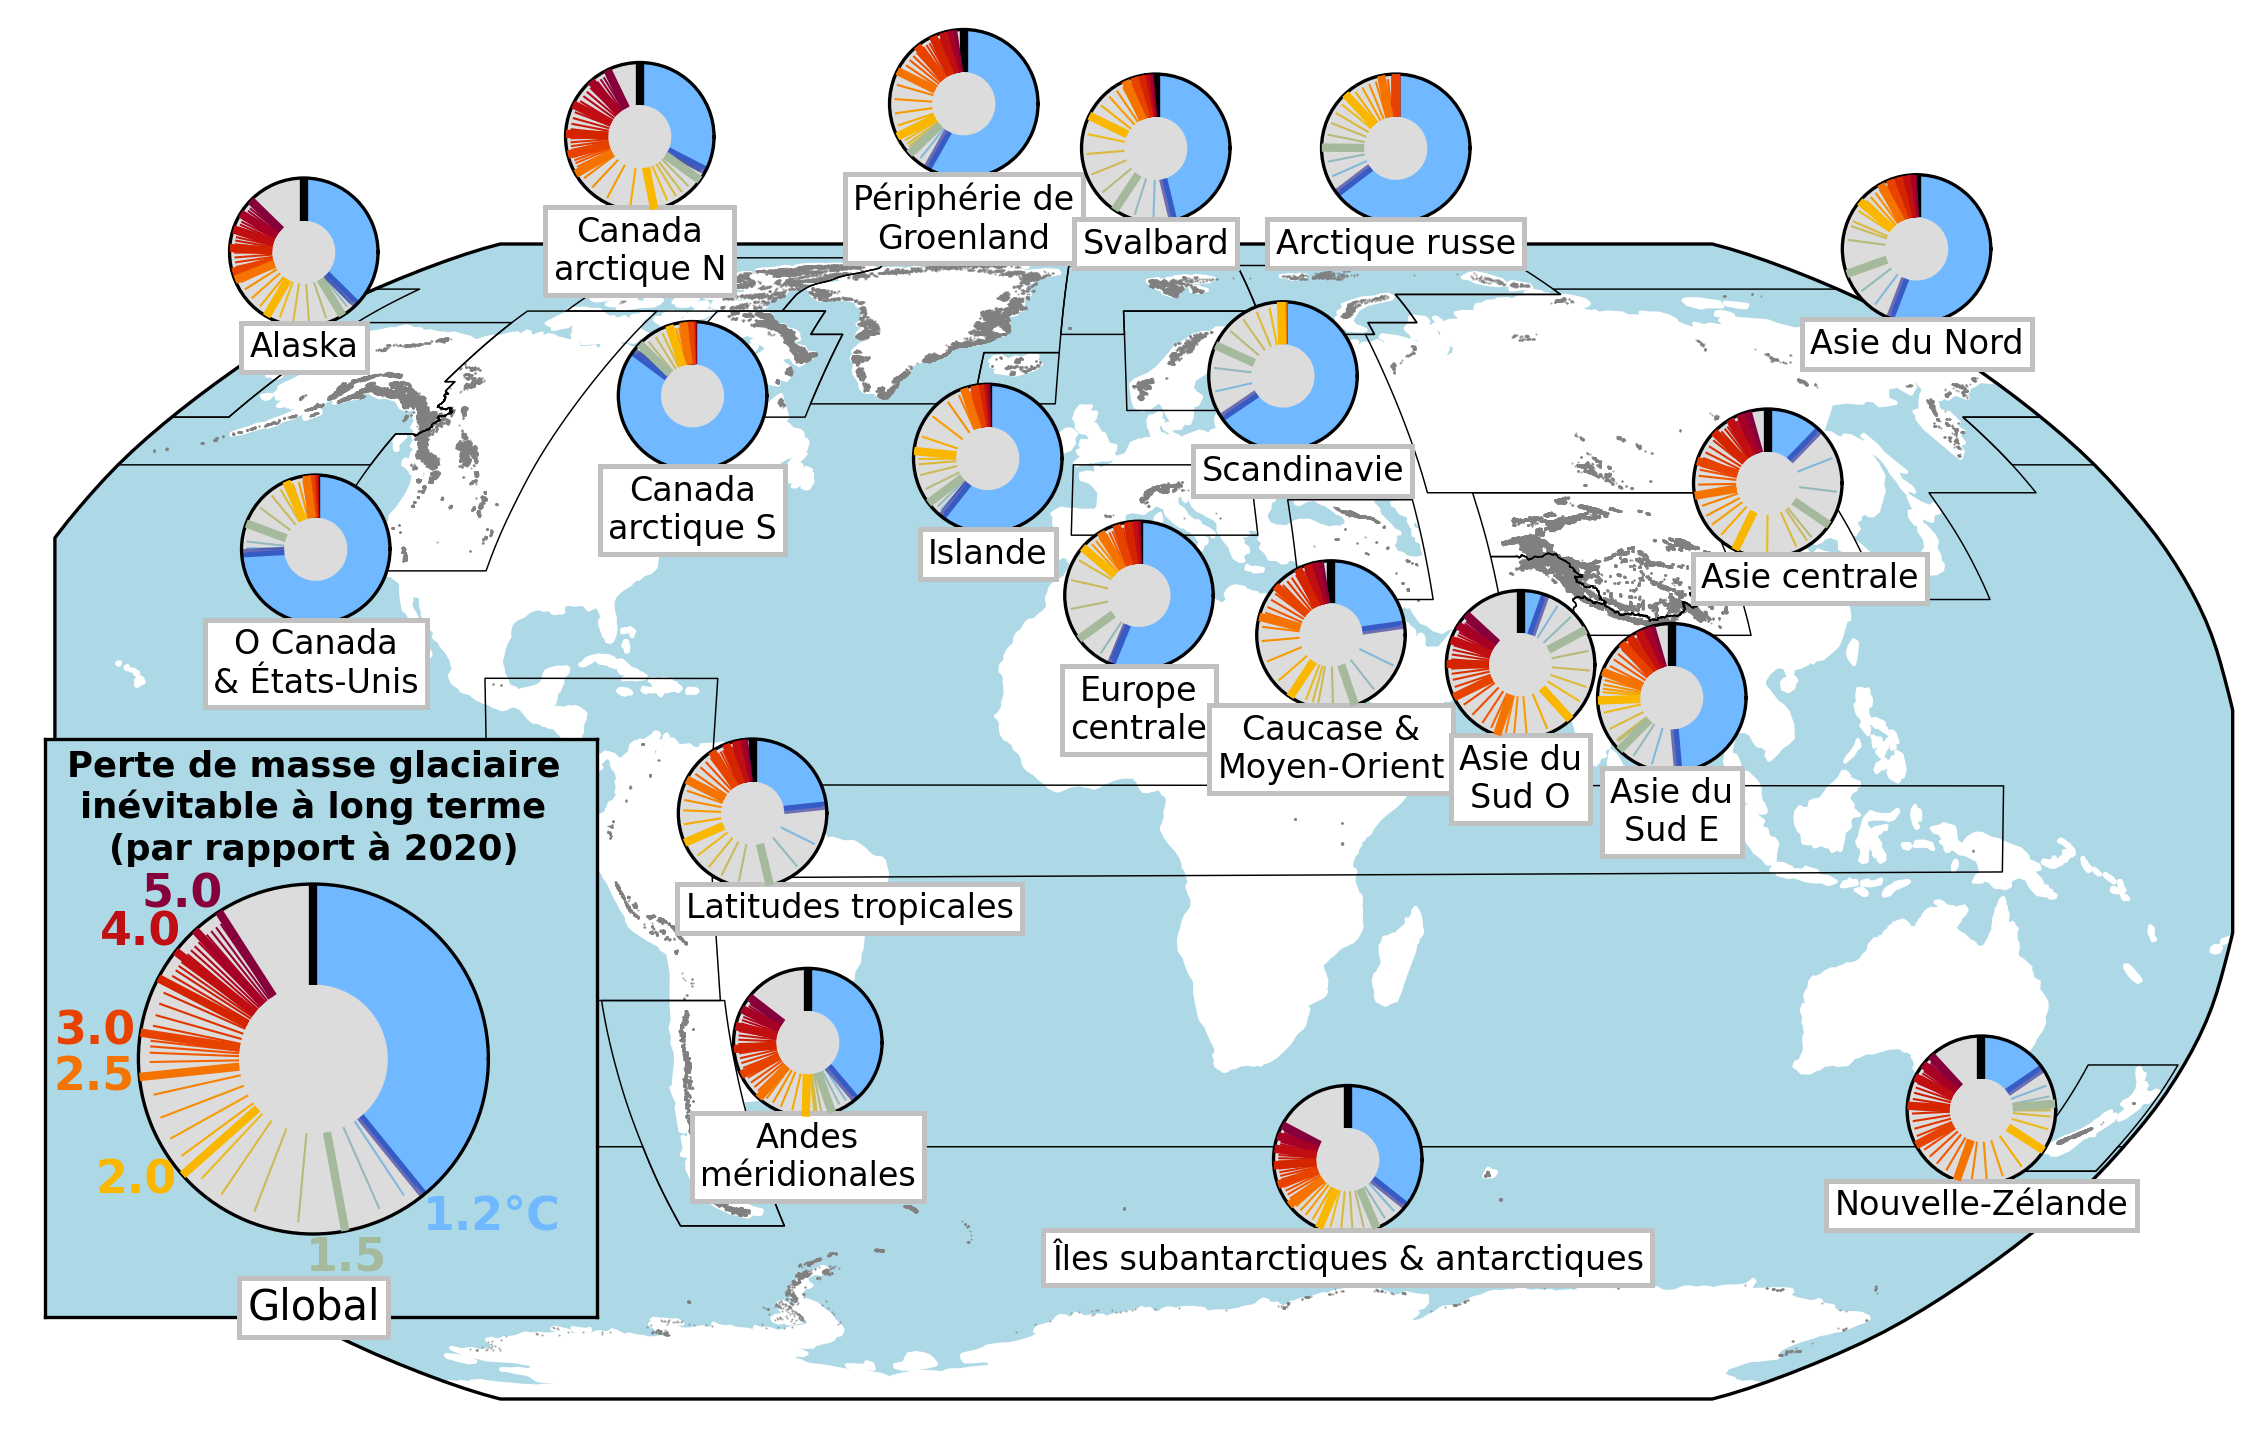 Canada
arctique N
Périphérie de
Groenland
Svalbard
Arctique russe
Alaska
Asie du Nord
Canada
arctique S
Scandinavie
Islande
Asie centrale
O Canada
& États-Unis
Europe
centrale
Caucase &
Moyen-Orient
Asie du
Sud O
Asie du
Sud E
Perte de masse glaciaire
inévitable à long terme
(par rapport à 2020)
5.0
4.0
3.0
2.5
2.0
1.5
1.2°C
Global
Latitudes tropicales
Andes
méridionales
Îles subantarctiques & antarctiques
Nouvelle-Zélande